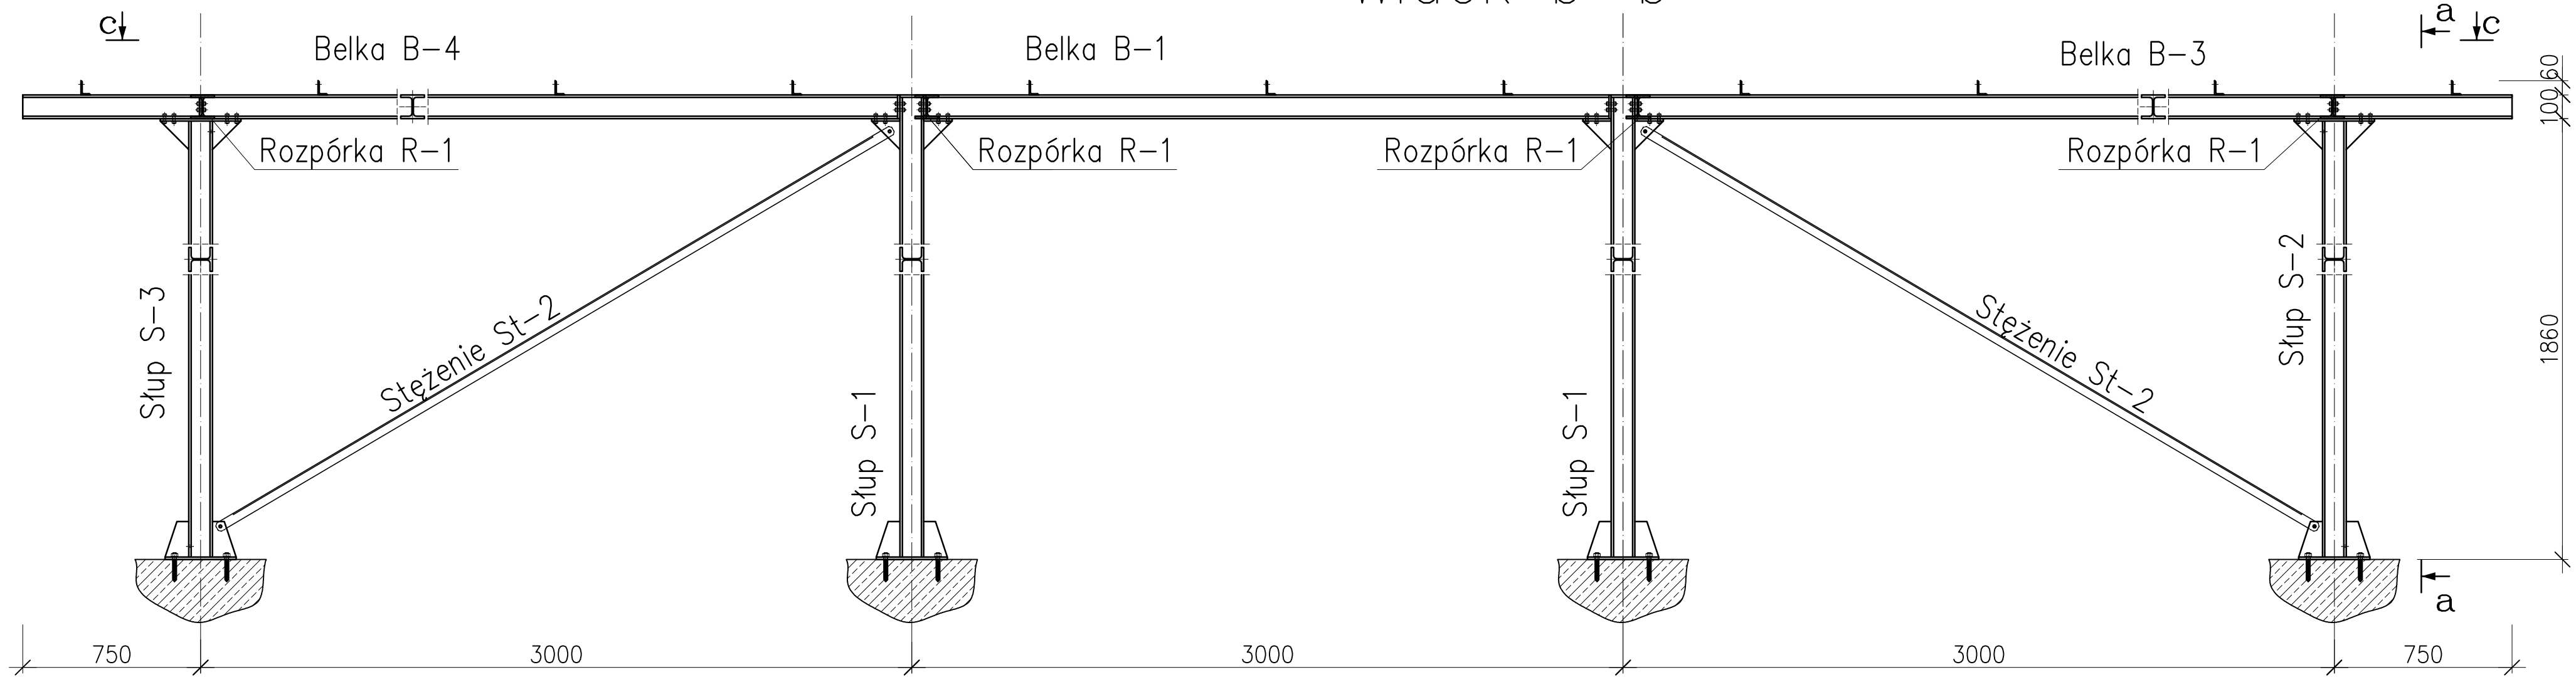 c
a
c
Belka B-4
Belka B-1
Belka B-3
60
100
Rozpórka R-1
Rozpórka R-1
Rozpórka R-1
Rozpórka R-1
Słup S-3
Stężenie St-2
Słup S-1
Słup S-1
Stężenie St-2
Słup S-2
1860
a
750
3000
3000
3000
750